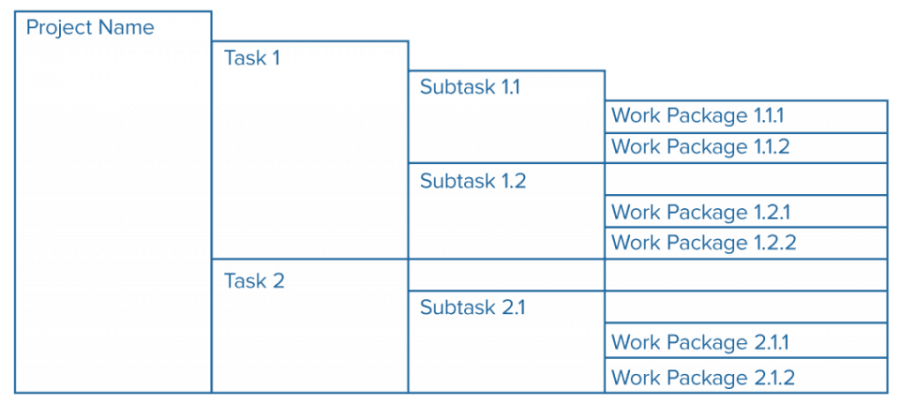 Project Name
Task 1
Subtask 1.1
Work Package 1.1.1
Work Package 1.1.2
Subtask 1.2
Work Package 1.2.1
Work Package 1.2.2
Task 2
Subtask 2.1
Work Package 2.1.1
Work Package 2.1.2